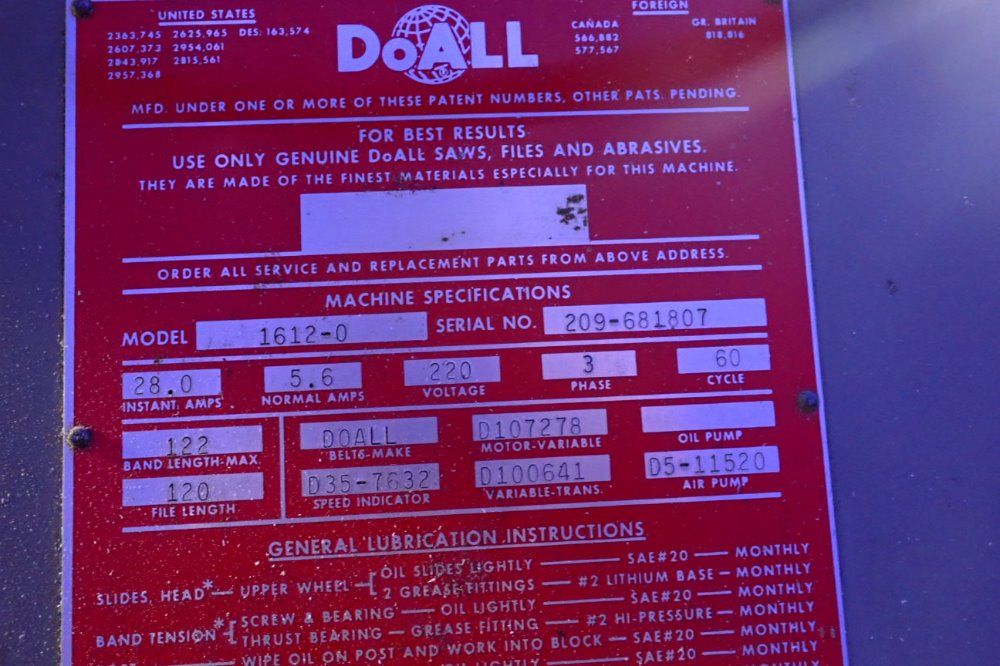 UNITED STATES
2363,745 2625,965 DES: 163,574
2607,373 2954,061
2843,917 2815,561
2957,368
DOALL
FOREIGN
CANADA GR. BRITAIN
566,882 818,816
577,567
MFD. UNDER ONE OR MORE OF THESE PATENT NUMBERS, OTHER PATS. PENDING.
FOR BEST RESULTS
USE ONLY GENUINE DoALL SAWS, FILES AND ABRASIVES.
THEY ARE MADE OF THE FINEST MATERIALS ESPECIALLY FOR THIS MACHINE.
ORDER ALL SERVICE AND REPLACEMENT PARTS FROM ABOVE ADDRESS.
MACHINE SPECIFICATIONS
MODEL 1612-0 SERIAL NO. 209-681807
28.0 5.6 220 3 60
INSTANT. AMPS NORMAL AMPS VOLTAGE PHASE CYCLE
122 DOALL D107278
BAND LENGTH-MAX. BELTS-MAKE MOTOR-VARIABLE OIL PUMP
120 D35-7632 D100641 D5-11520
FILE LENGTH SPEED INDICATOR VARIABLE-TRANS. AIR PUMP
GENERAL LUBRICATION INSTRUCTIONS
SLIDES, HEAD* — UPPER WHEEL — [ OIL SLIDES LIGHTLY — SAE#20 — MONTHLY
2 GREASE FITTINGS — #2 LITHIUM BASE — MONTHLY
BAND TENSION* [ SCREW & BEARING — OIL LIGHTLY — SAE#20 — MONTHLY
THRUST BEARING — GREASE FITTING — #2 HI-PRESSURE — MONTHLY
WIPE OIL ON POST AND WORK INTO BLOCK — SAE#20 — MONTHLY
LIGHTLY — SAE#20 — MONTHLY